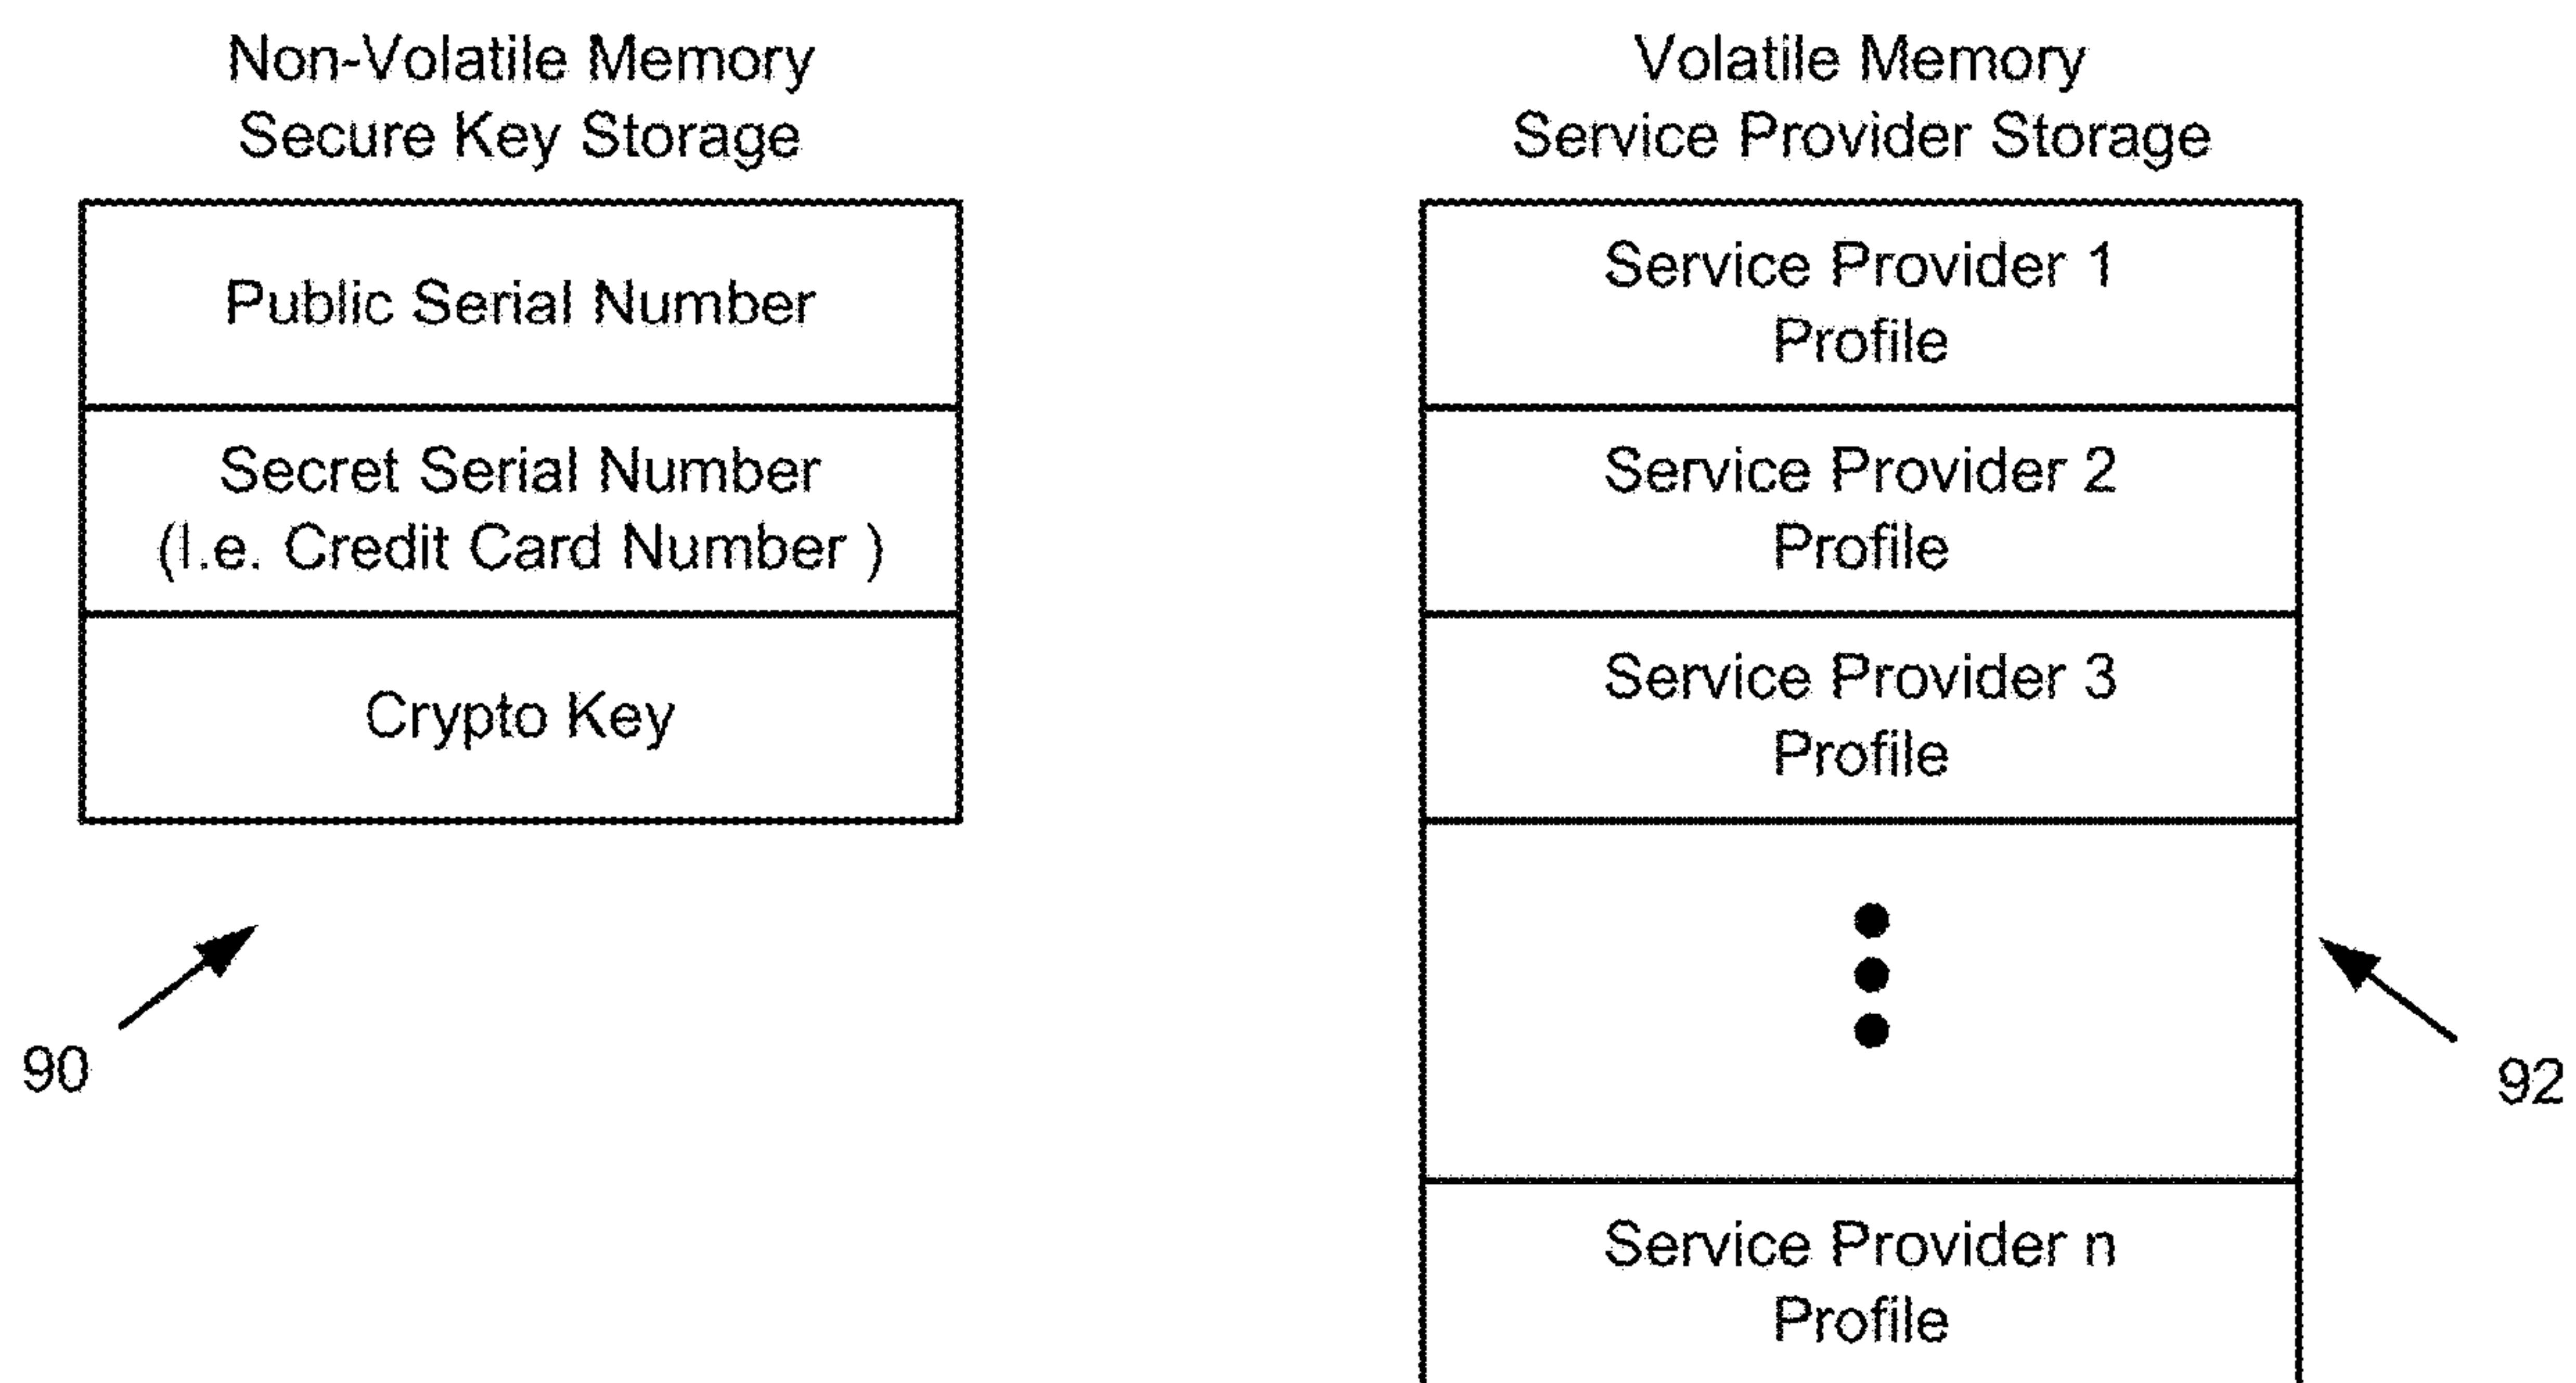 Non-Volatile Memory
Secure Key Storage
Public Serial Number
Secret Serial Number
(I.e. Credit Card Number )
Crypto Key
90
Volatile Memory
Service Provider Storage
Service Provider 1
Profile
Service Provider 2
Profile
Service Provider 3
Profile
Service Provider n
Profile
92